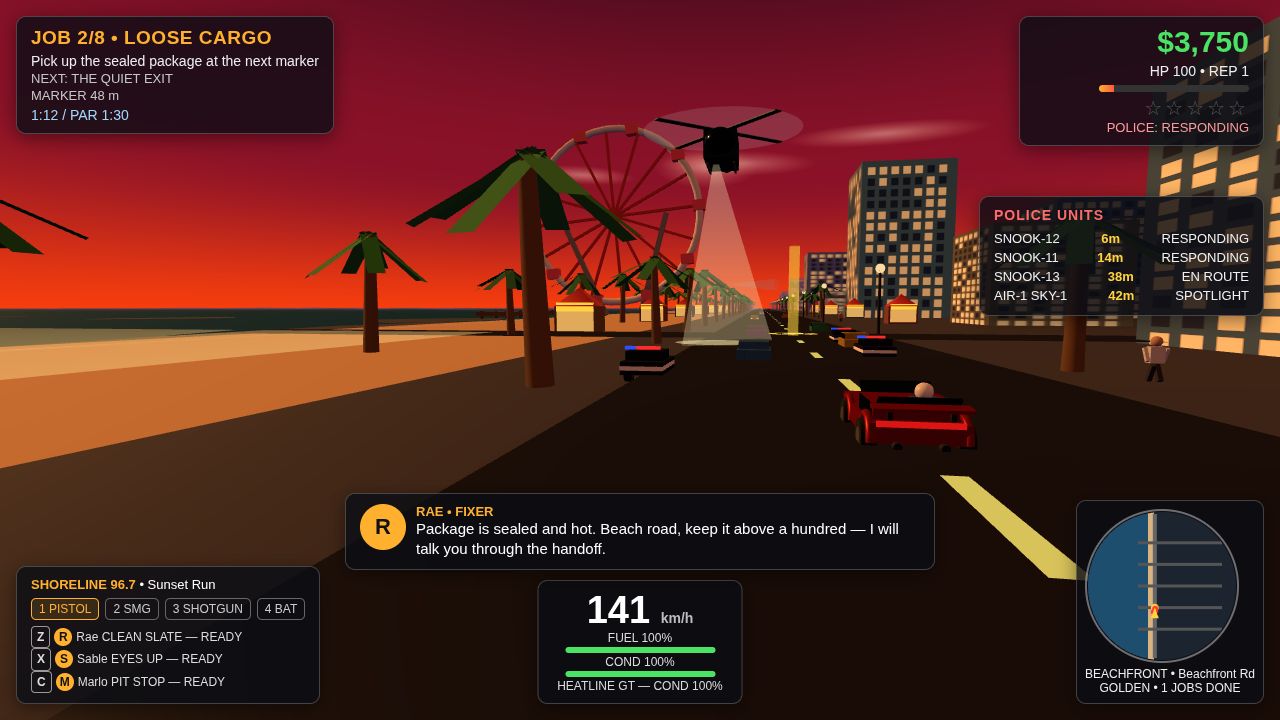 JOB 2/8 • LOOSE CARGO
Pick up the sealed package at the next marker
NEXT: THE QUIET EXIT
MARKER 48 m
1:12 / PAR 1:30
$3,750
HP 100 • REP 1
☆☆☆☆☆
POLICE: RESPONDING
POLICE UNITS
SNOOK-12 6m RESPONDING
SNOOK-11 14m RESPONDING
SNOOK-13 38m EN ROUTE
AIR-1 SKY-1 42m SPOTLIGHT
R
RAE • FIXER
Package is sealed and hot. Beach road, keep it above a hundred — I will
talk you through the handoff.
SHORELINE 96.7 • Sunset Run
1 PISTOL 2 SMG 3 SHOTGUN 4 BAT
Z R Rae CLEAN SLATE — READY
X S Sable EYES UP — READY
C M Marlo PIT STOP — READY
141 km/h
FUEL 100%
COND 100%
HEATLINE GT — COND 100%
BEACHFRONT • Beachfront Rd
GOLDEN • 1 JOBS DONE